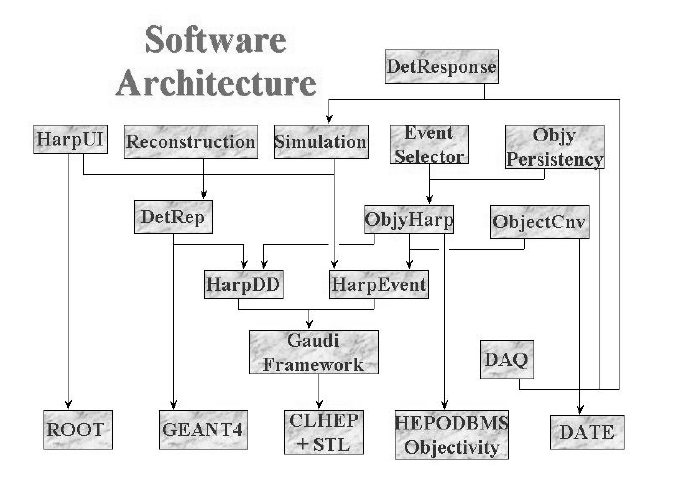 Software
Architecture
DetResponse
HarpUI
Reconstruction
Simulation
Event
Selector
Objy
Persistency
DetRep
ObjyHarp
ObjectCnv
HarpDD
HarpEvent
Gaudi
Framework
DAQ
ROOT
GEANT4
CLHEP
+ STL
HEPODBMS
Objectivity
DATE